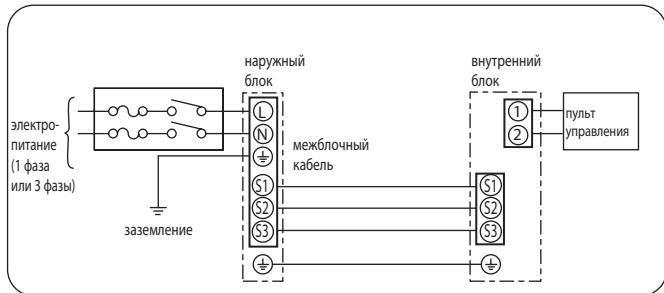 наружный
блок
внутренний
блок
электро-
питание
(1 фаза
или 3 фазы)
L
N
S1
S2
S3
межблочный
кабель
заземление
1
2
S1
S2
S3
пульт
управления